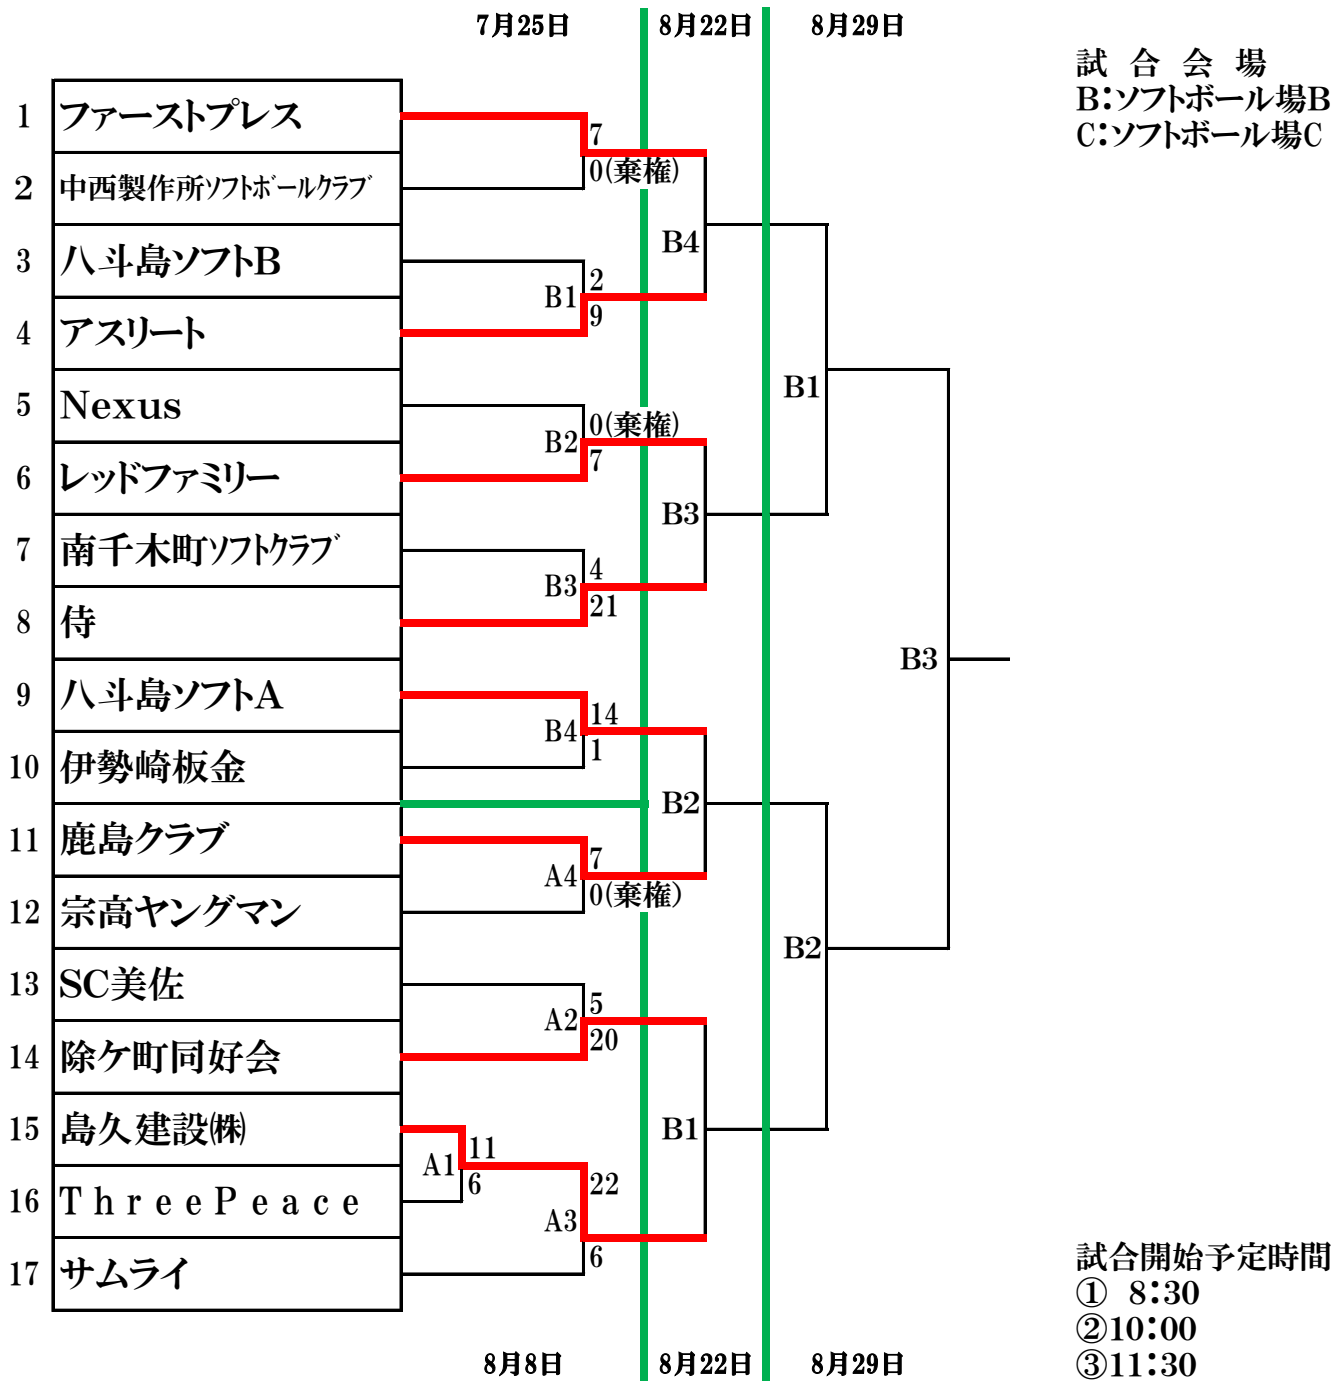 7月25日 8月22日 8月29日
試 合 会 場
B：ソフトボール場B
C：ソフトボール場C
1 ファーストプレス
7
0(棄権)
2 中西製作所ソフトボールクラブ
B4
3 八斗島ソフトB
2
B1
9
4 アスリート
B1
5 Nexus
0(棄権)
B2
7
6 レッドファミリー
B3
7 南千木町ソフトクラブ
4
B3
21
8 侍
B3
9 八斗島ソフトA
14
B4
1
10 伊勢崎板金
B2
11 鹿島クラブ
7
A4
0(棄権)
12 宗高ヤングマン
B2
13 SC美佐
5
A2
20
14 除ケ町同好会
15 島久建設㈱
B1
11
A1
6
22
16 ThreePeace
A3
6
17 サムライ
試合開始予定時間
① 8：30
②10：00
③11：30
8月8日 8月22日 8月29日